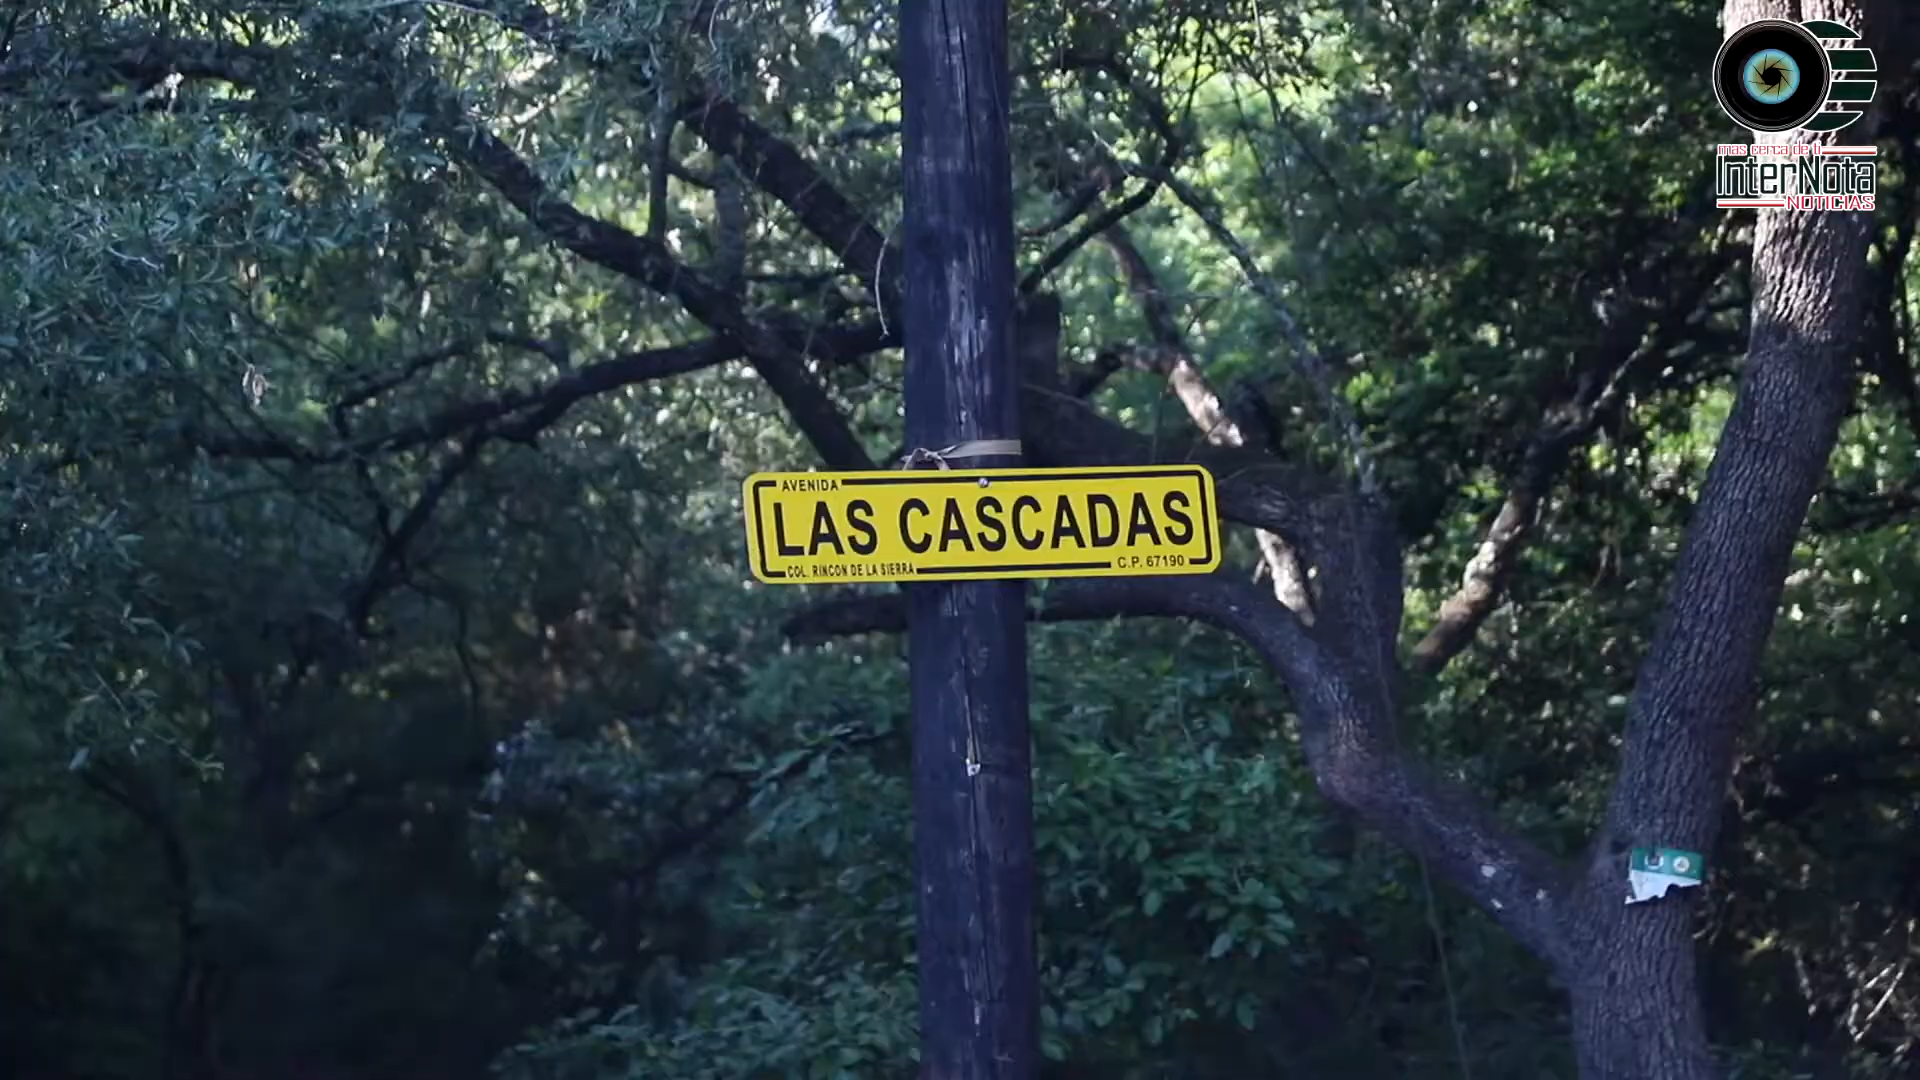 mas cerca de ti
InterNota
NOTICIAS
AVENIDA
LAS CASCADAS
COL. RINCON DE LA SIERRA
C.P. 67190